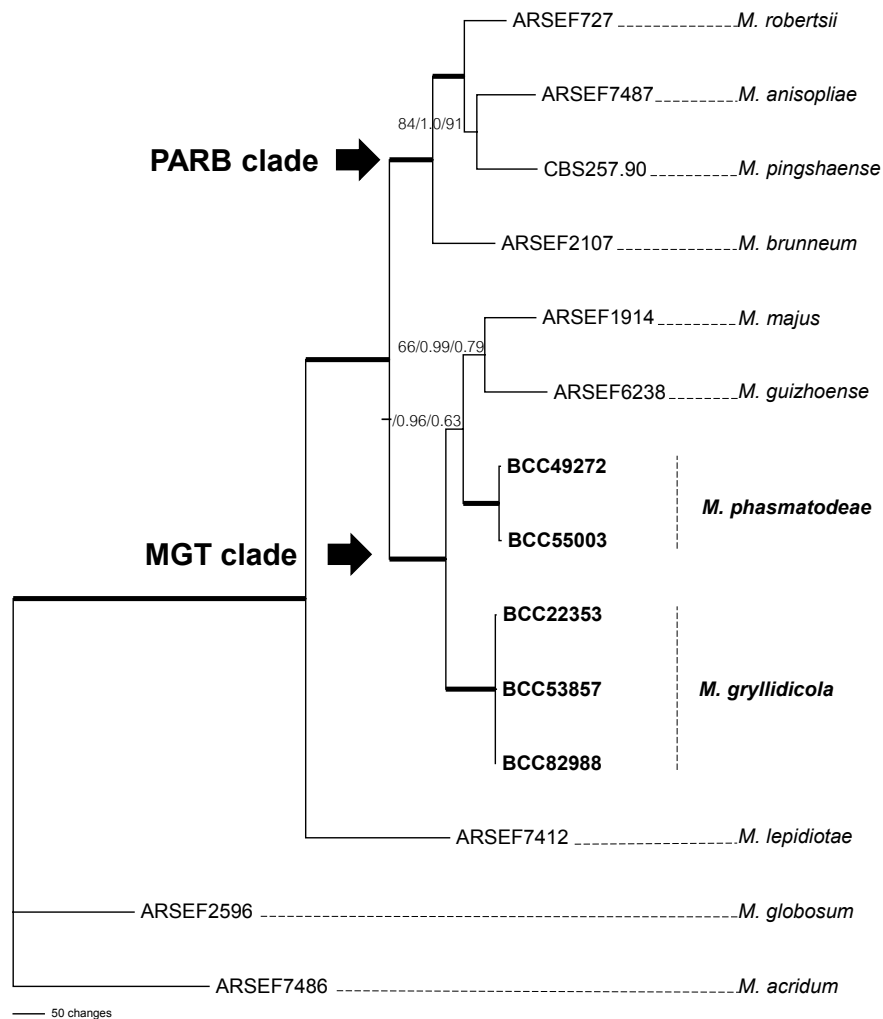 ARSEF727 M. robertsii
ARSEF7487 M. anisopliae
84/1.0/91
PARB clade
CBS257.90 M. pingshaense
ARSEF2107 M. brunneum
ARSEF1914 M. majus
66/0.99/0.79
ARSEF6238 M. guizhoense
-/0.96/0.63
BCC49272
M. phasmatodeae
BCC55003
MGT clade
BCC22353
BCC53857 M. gryllidicola
BCC82988
ARSEF7412 M. lepidiotae
ARSEF2596 M. globosum
ARSEF7486 M. acridum
50 changes